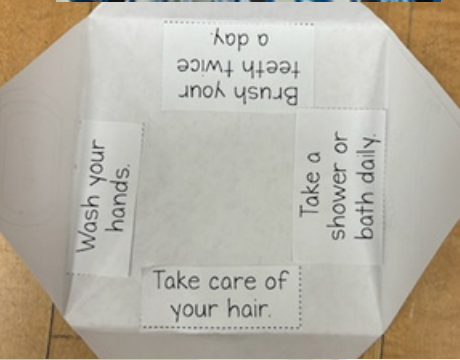 Brush your
teeth twice
a day.
Wash your
hands.
Take a
shower or
bath daily.
Take care of
your hair.